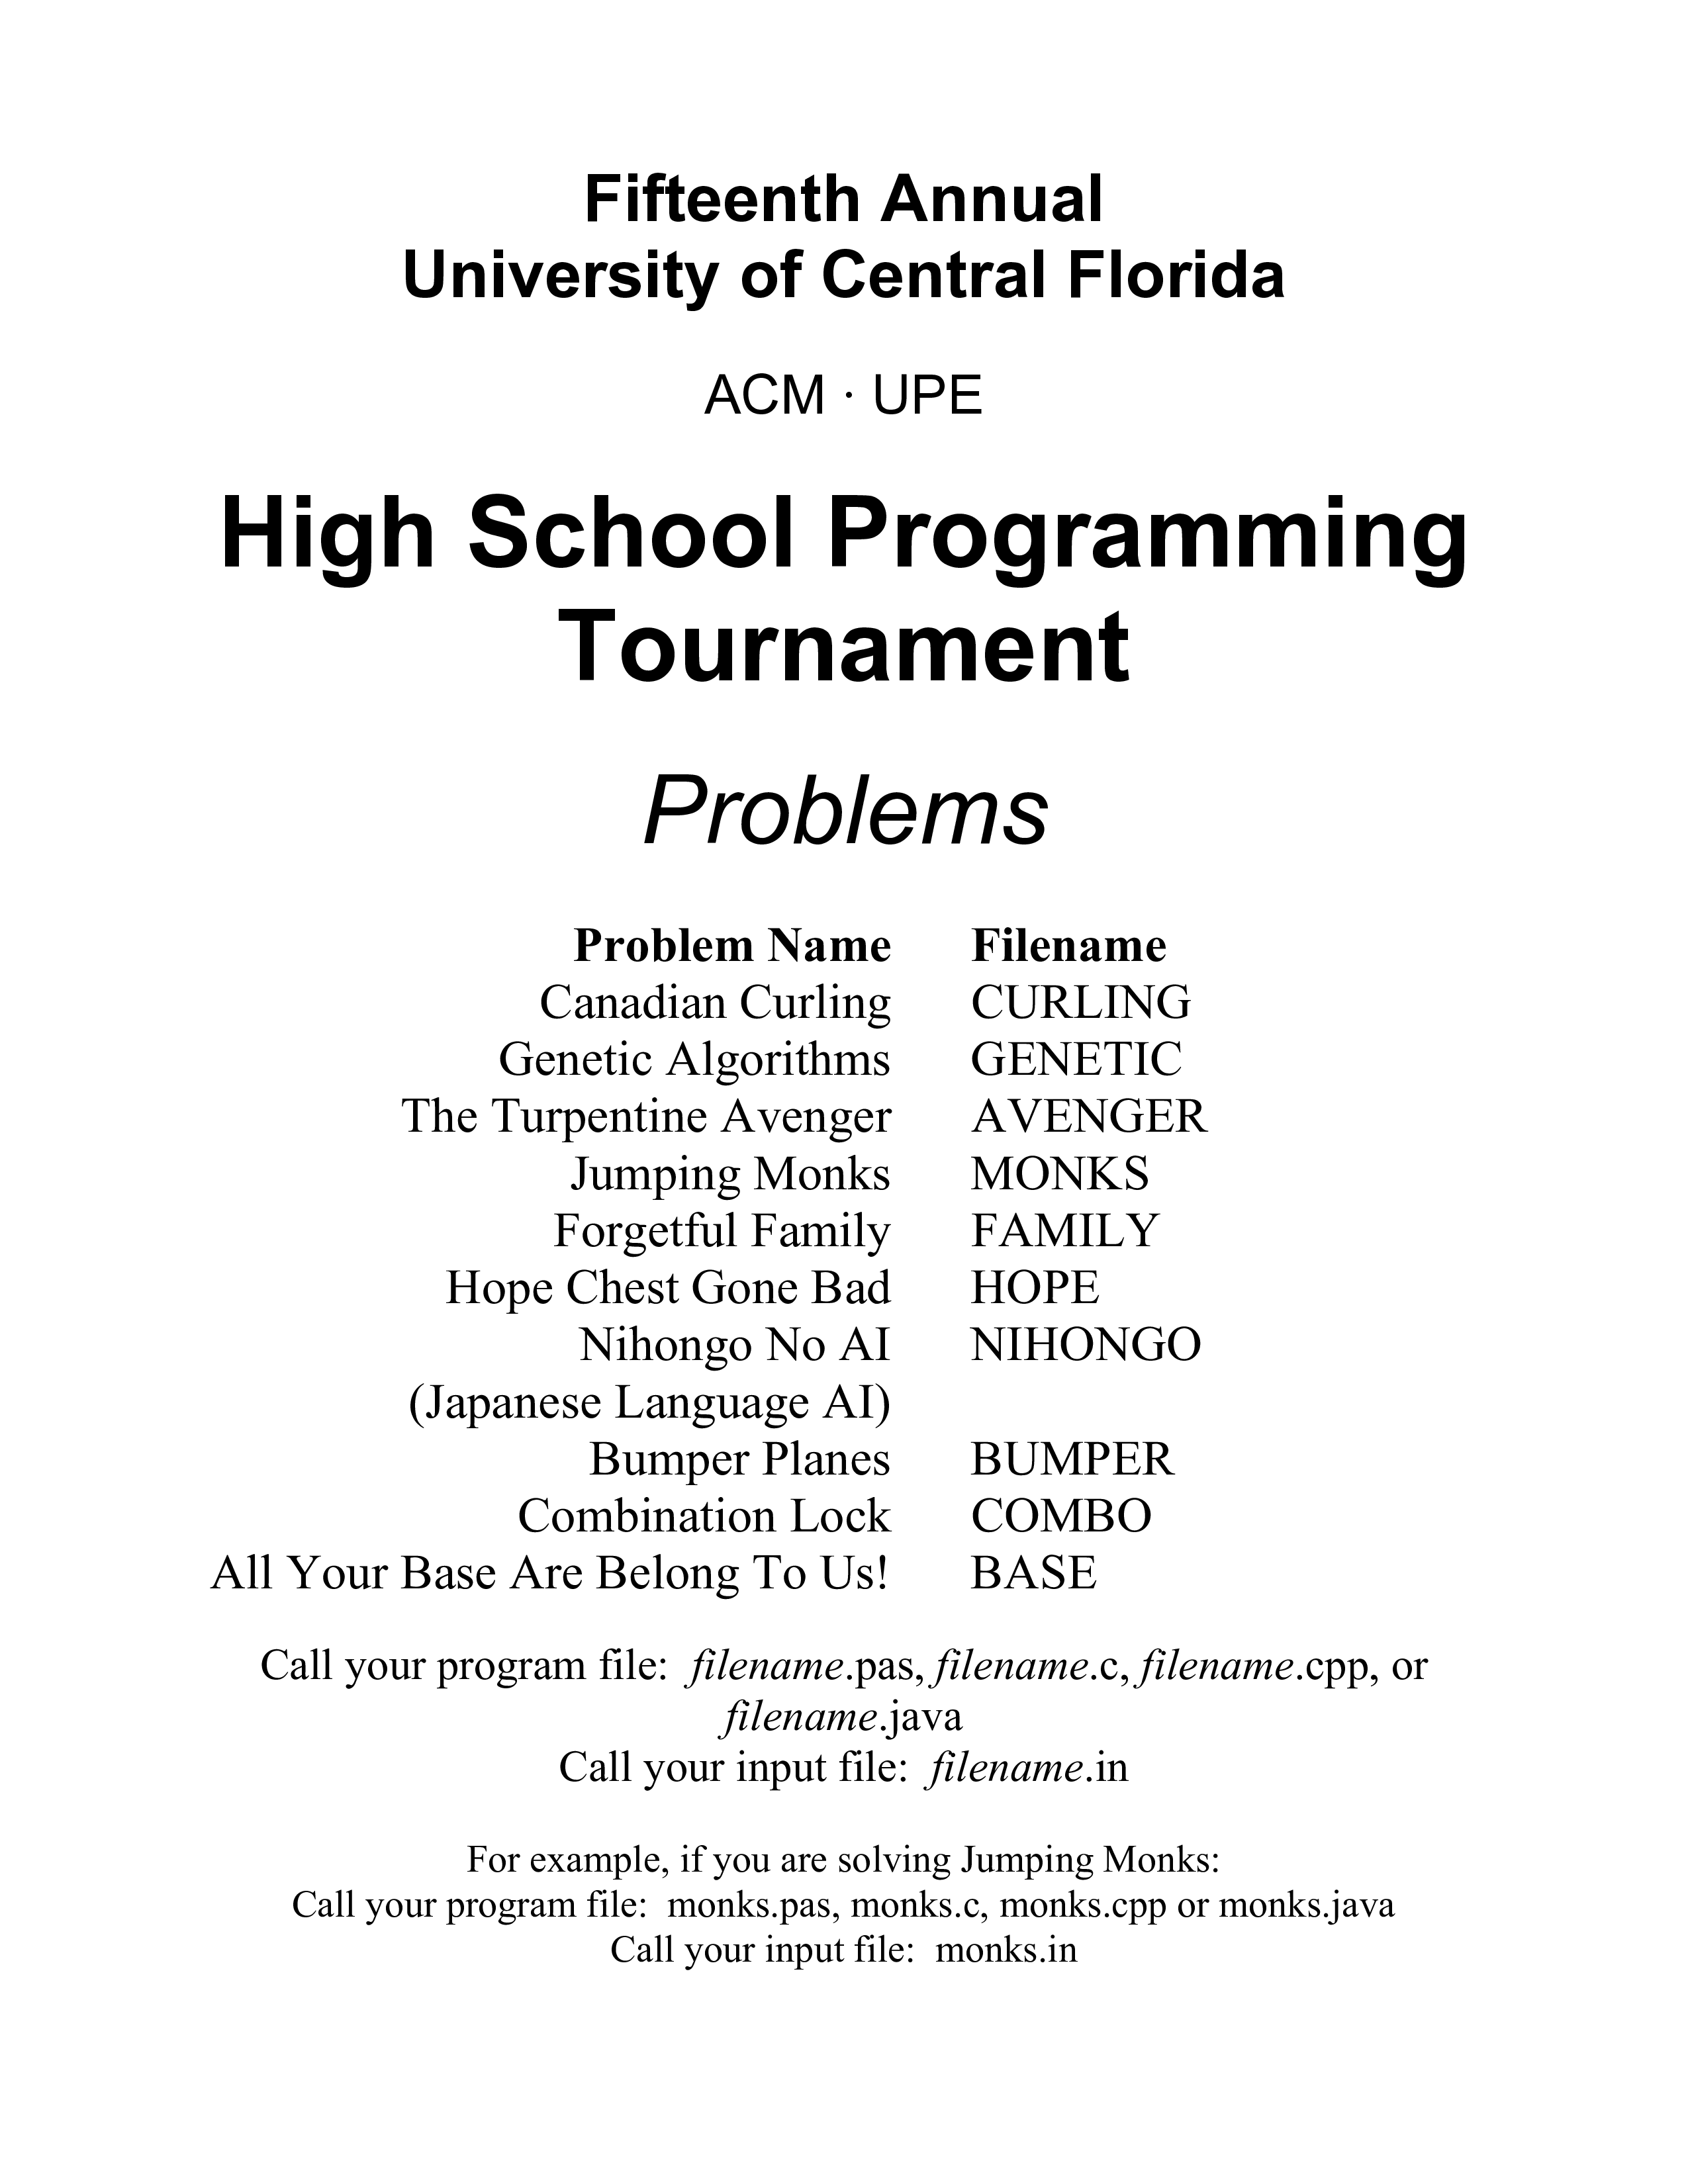 Fifteenth Annual
University of Central Florida
ACM · UPE
High School Programming
Tournament
Problems
Problem Name Filename
Canadian Curling CURLING
Genetic Algorithms GENETIC
The Turpentine Avenger AVENGER
Jumping Monks MONKS
Forgetful Family FAMILY
Hope Chest Gone Bad HOPE
Nihongo No AI NIHONGO
(Japanese Language AI)
Bumper Planes BUMPER
Combination Lock COMBO
All Your Base Are Belong To Us! BASE
Call your program file: filename.pas, filename.c, filename.cpp, or
filename.java
Call your input file: filename.in
For example, if you are solving Jumping Monks:
Call your program file: monks.pas, monks.c, monks.cpp or monks.java
Call your input file: monks.in